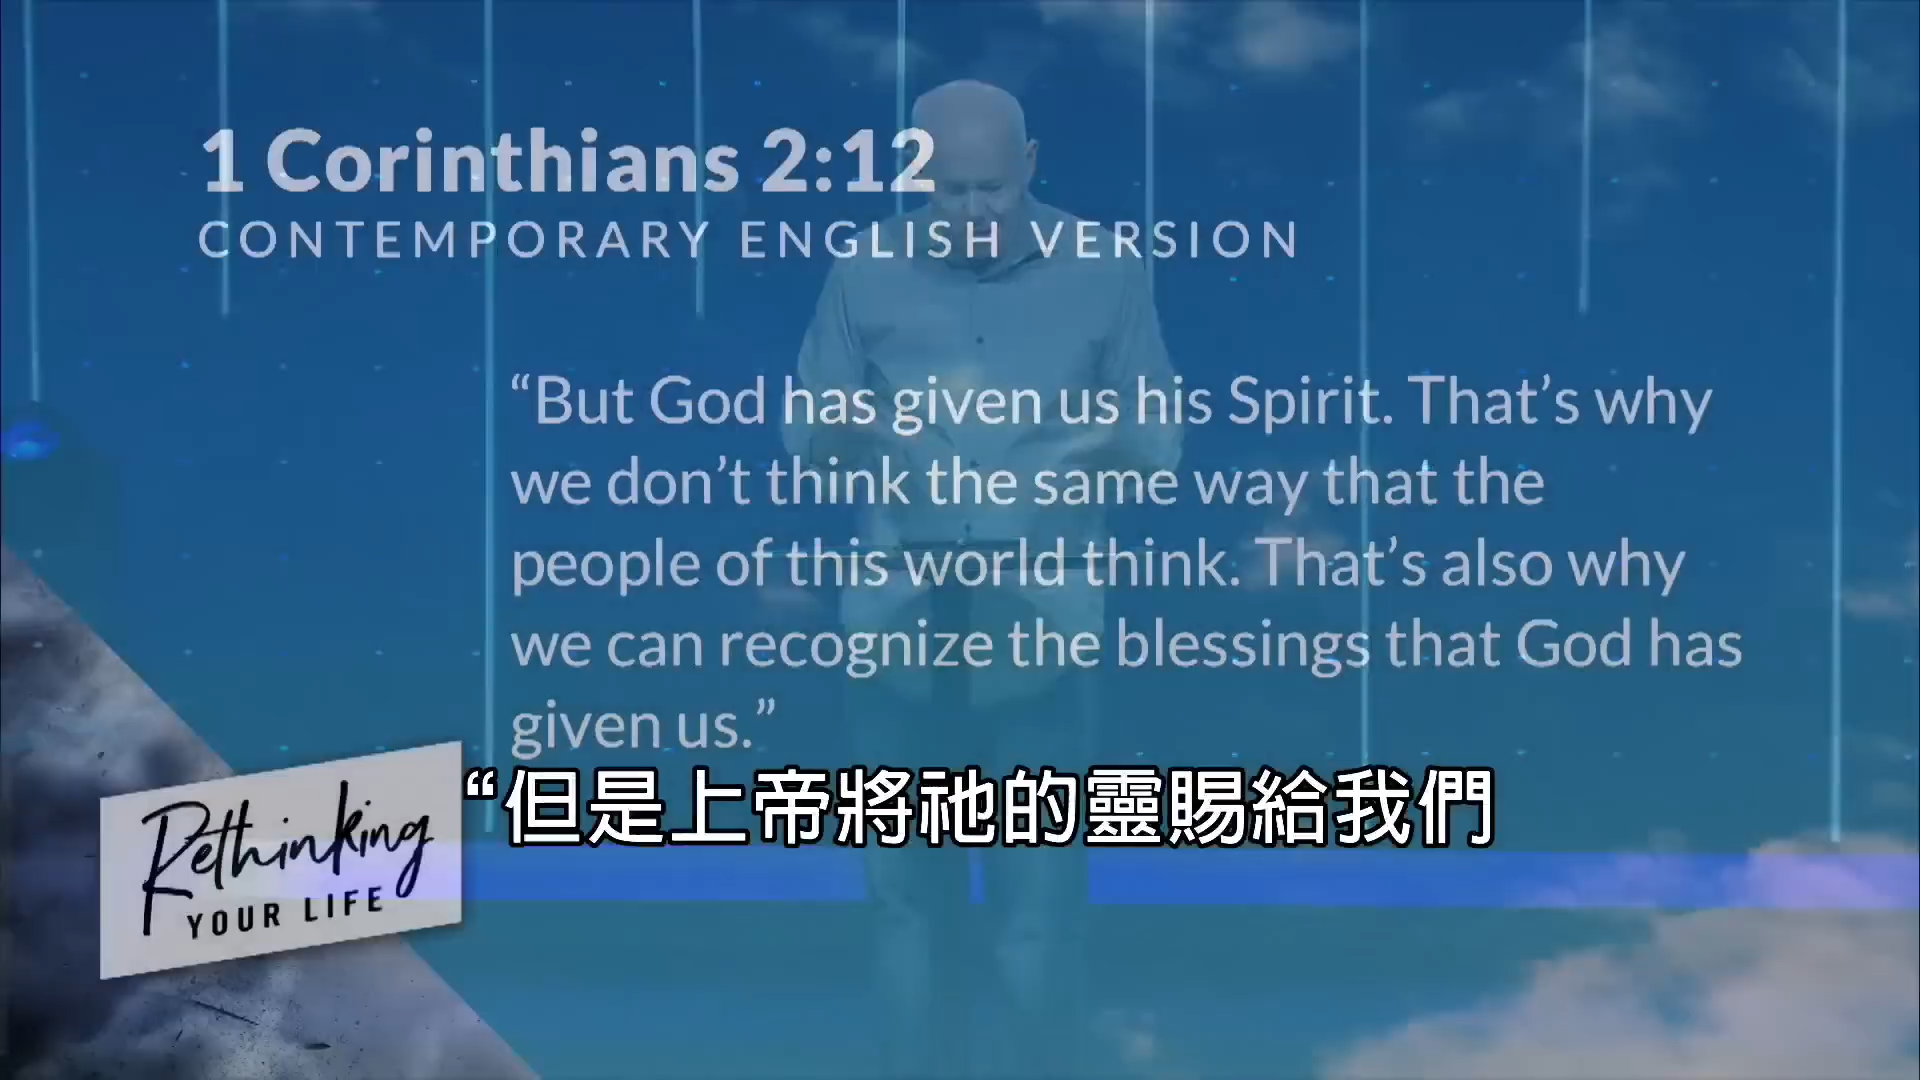 1 Corinthians 2:12
CONTEMPORARY ENGLISH VERSION
“But God has given us his Spirit. That’s why
we don’t think the same way that the
people of this world think. That’s also why
we can recognize the blessings that God has
given us.”
“但是上帝將祂的靈賜給我們
Rethinking
YOUR LIFE